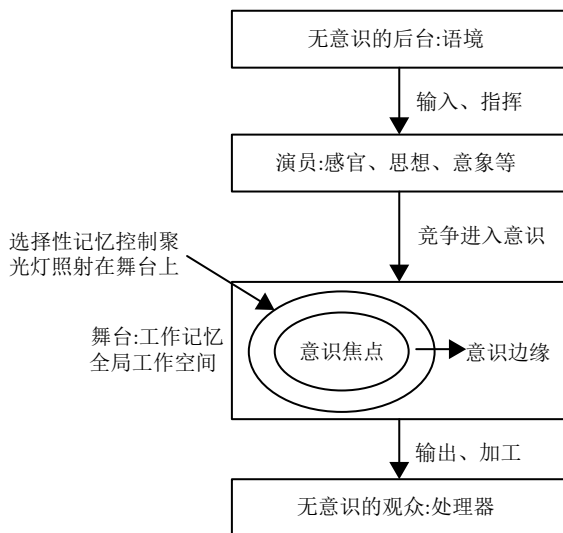 无意识的后台:语境
输入、指挥
演员:感官、思想、意象等
竞争进入意识
选择性记忆控制聚
光灯照射在舞台上
舞台:工作记忆
全局工作空间
意识焦点
意识边缘
输出、加工
无意识的观众:处理器